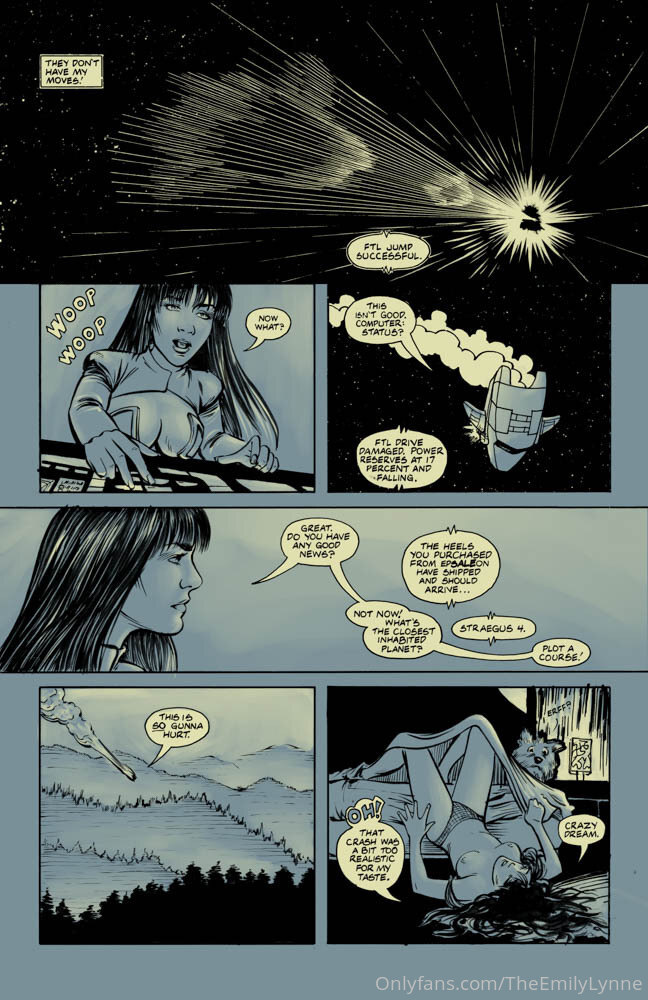 THEY DON'T
HAVE MY
MOVES!
FTL JUMP
SUCCESSFUL.
WOOP
WOOP
NOW
WHAT?
THIS
ISN'T GOOD.
COMPUTER:
STATUS?
FTL DRIVE
DAMAGED. POWER
RESERVES AT 17
PERCENT AND
FALLING.
GREAT.
DO YOU HAVE
ANY GOOD
NEWS?
THE HEELS
YOU PURCHASED
FROM EPSALEON
HAVE SHIPPED
AND SHOULD
ARRIVE...
NOT NOW!
WHAT'S
THE CLOSEST
INHABITED
PLANET?
STRAEGUS 4.
PLOT A
COURSE!
THIS IS
SO GUNNA
HURT.
ERFF?
OH!
THAT
CRASH WAS
A BIT TOO
REALISTIC
FOR MY
TASTE.
CRAZY
DREAM.
Onlyfans.com/TheEmilyLynne